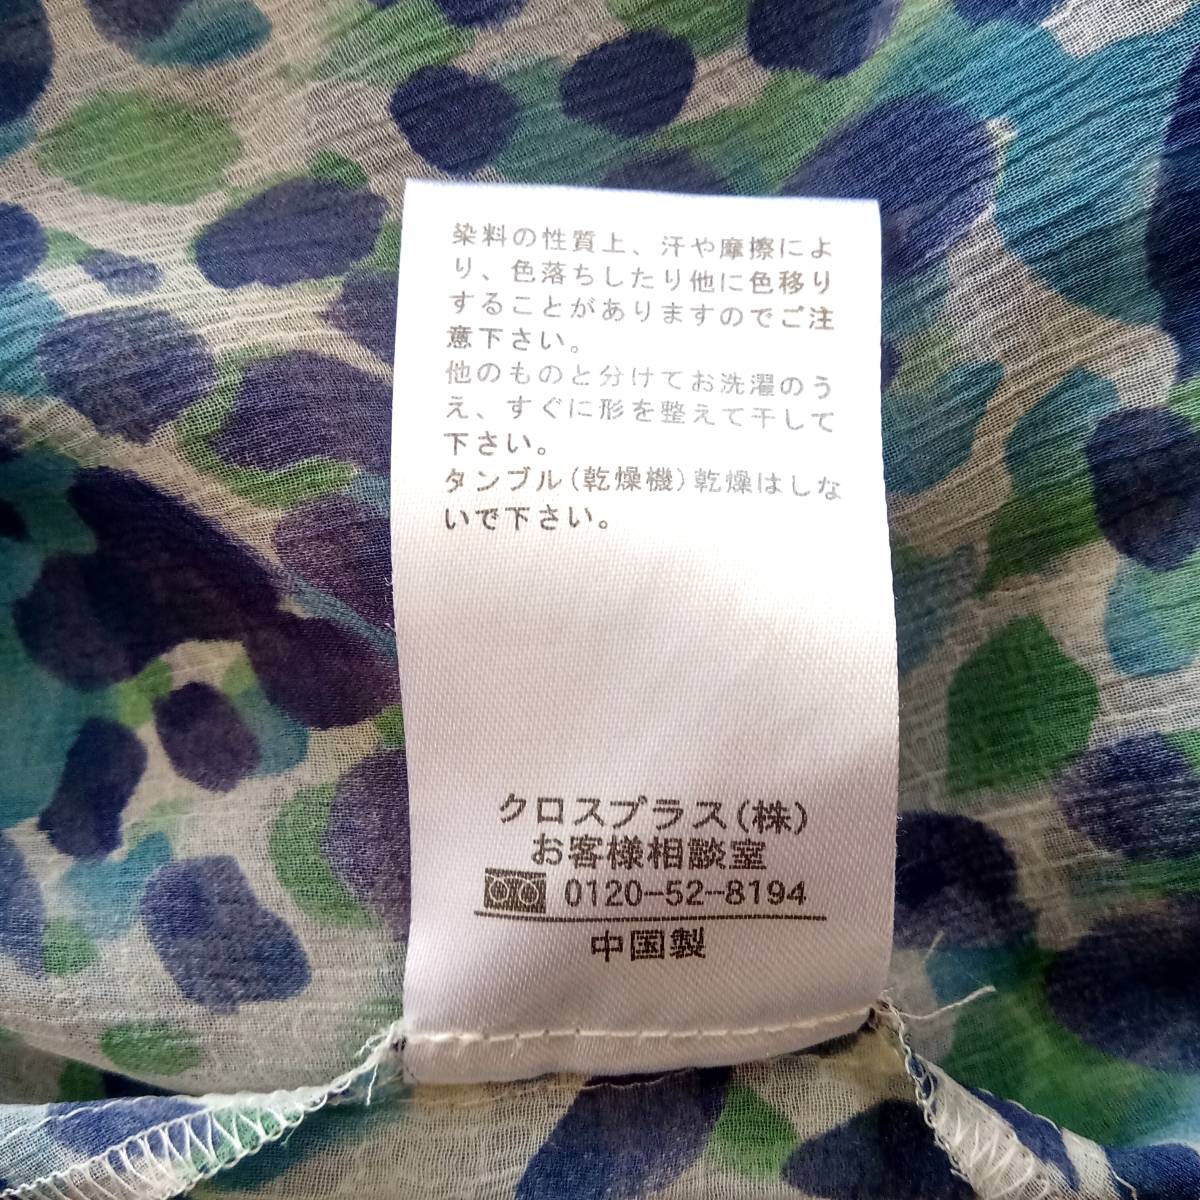 染料の性質上、汗や摩擦によ
り、色落ちしたり他に色移り
することがありますのでご注
意下さい。
他のものと分けてお洗濯のう
え、すぐに形を整えて干して
下さい。
タンブル(乾燥機)乾燥はしな
いで下さい。
クロスプラス(株)
お客様相談室
0120-52-8194
中国製